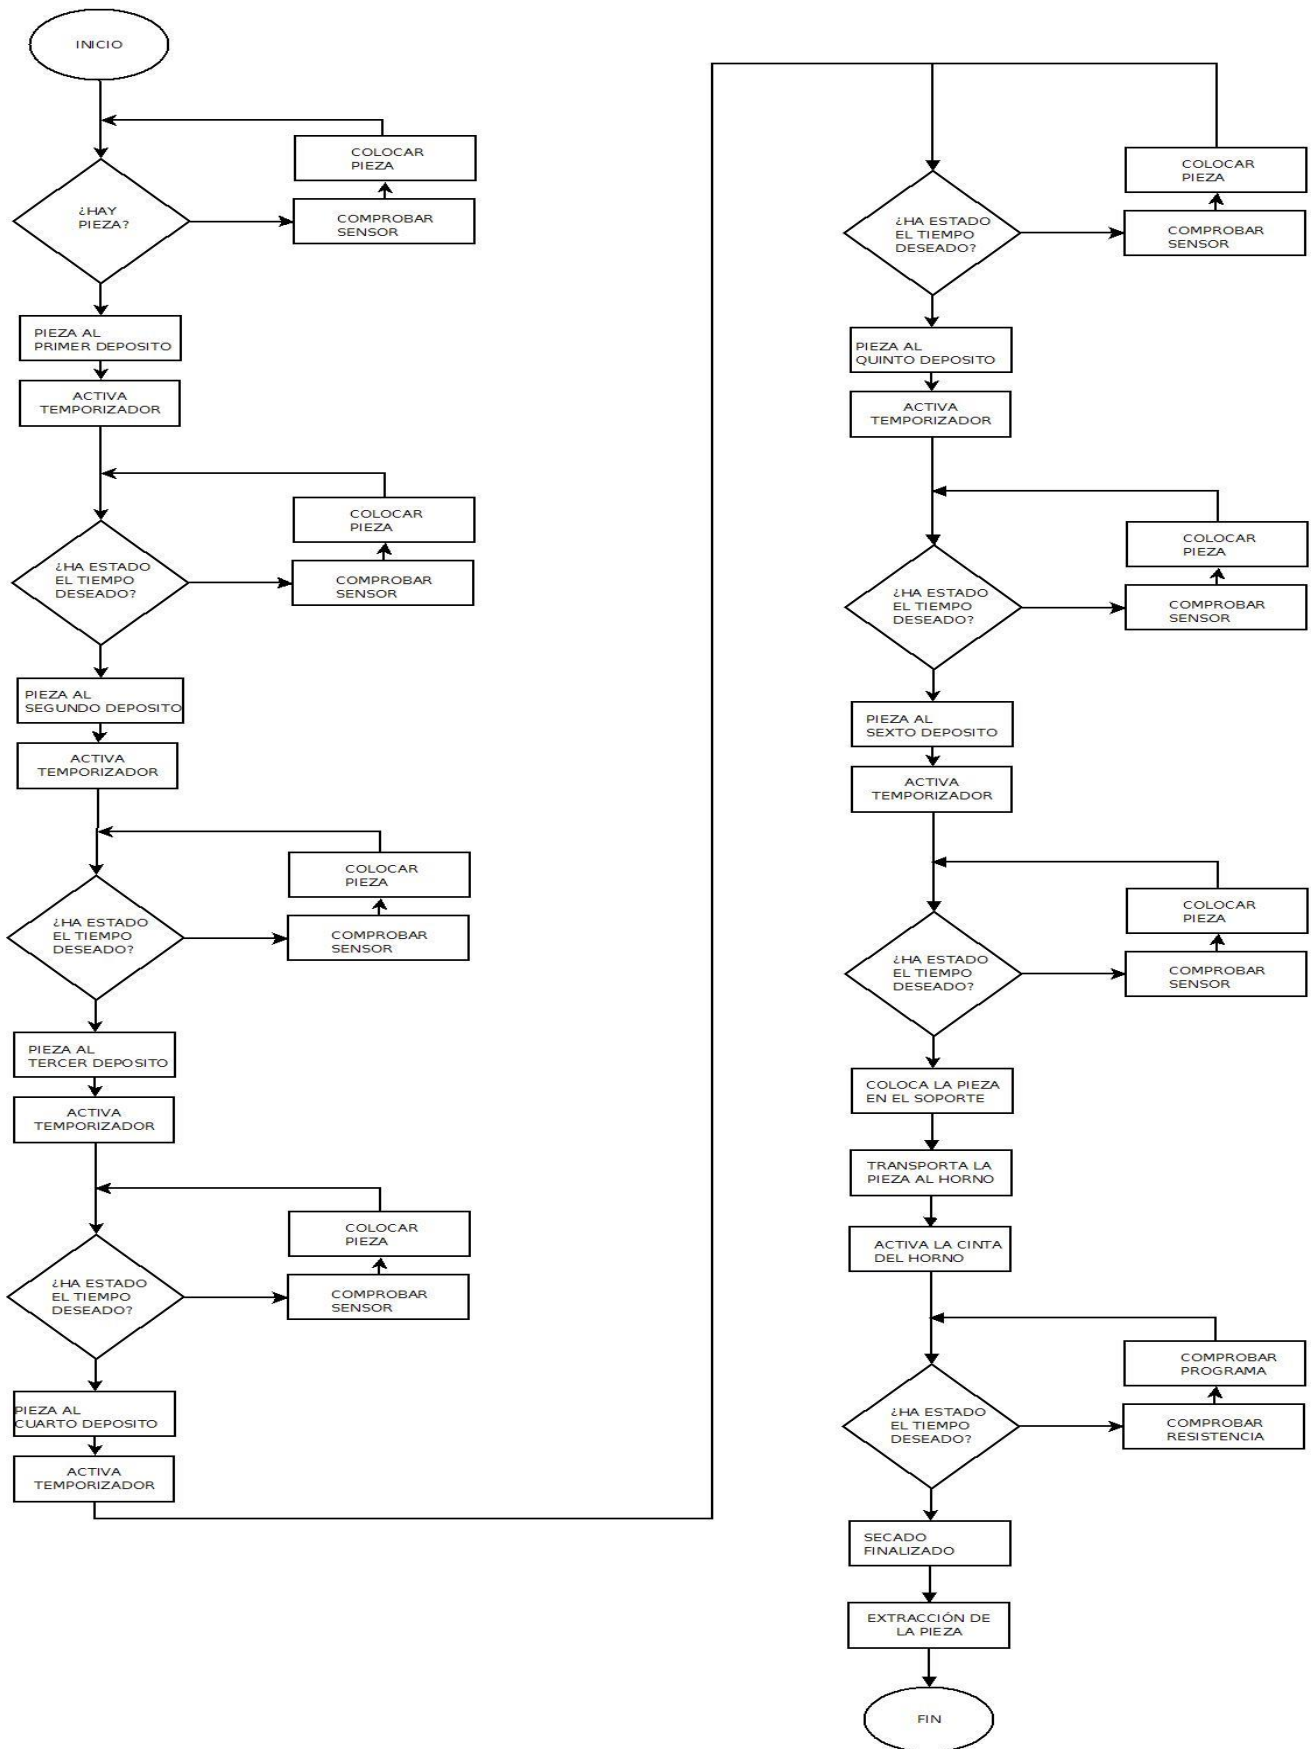 INICIO
COLOCAR
PIEZA
¿HAY
PIEZA?
COMPROBAR
SENSOR
PIEZA AL
PRIMER DEPOSITO
ACTIVA
TEMPORIZADOR
COLOCAR
PIEZA
¿HA ESTADO
EL TIEMPO
DESEADO?
COMPROBAR
SENSOR
PIEZA AL
SEGUNDO DEPOSITO
ACTIVA
TEMPORIZADOR
COLOCAR
PIEZA
¿HA ESTADO
EL TIEMPO
DESEADO?
COMPROBAR
SENSOR
PIEZA AL
TERCER DEPOSITO
ACTIVA
TEMPORIZADOR
COLOCAR
PIEZA
¿HA ESTADO
EL TIEMPO
DESEADO?
COMPROBAR
SENSOR
PIEZA AL
CUARTO DEPOSITO
ACTIVA
TEMPORIZADOR
COLOCAR
PIEZA
¿HA ESTADO
EL TIEMPO
DESEADO?
COMPROBAR
SENSOR
PIEZA AL
QUINTO DEPOSITO
ACTIVA
TEMPORIZADOR
COLOCAR
PIEZA
¿HA ESTADO
EL TIEMPO
DESEADO?
COMPROBAR
SENSOR
PIEZA AL
SEXTO DEPOSITO
ACTIVA
TEMPORIZADOR
COLOCAR
PIEZA
¿HA ESTADO
EL TIEMPO
DESEADO?
COMPROBAR
SENSOR
COLOCA LA PIEZA
EN EL SOPORTE
TRANSPORTA LA
PIEZA AL HORNO
ACTIVA LA CINTA
DEL HORNO
COMPROBAR
PROGRAMA
¿HA ESTADO
EL TIEMPO
DESEADO?
COMPROBAR
RESISTENCIA
SECADO
FINALIZADO
EXTRACCIÓN DE
LA PIEZA
FIN